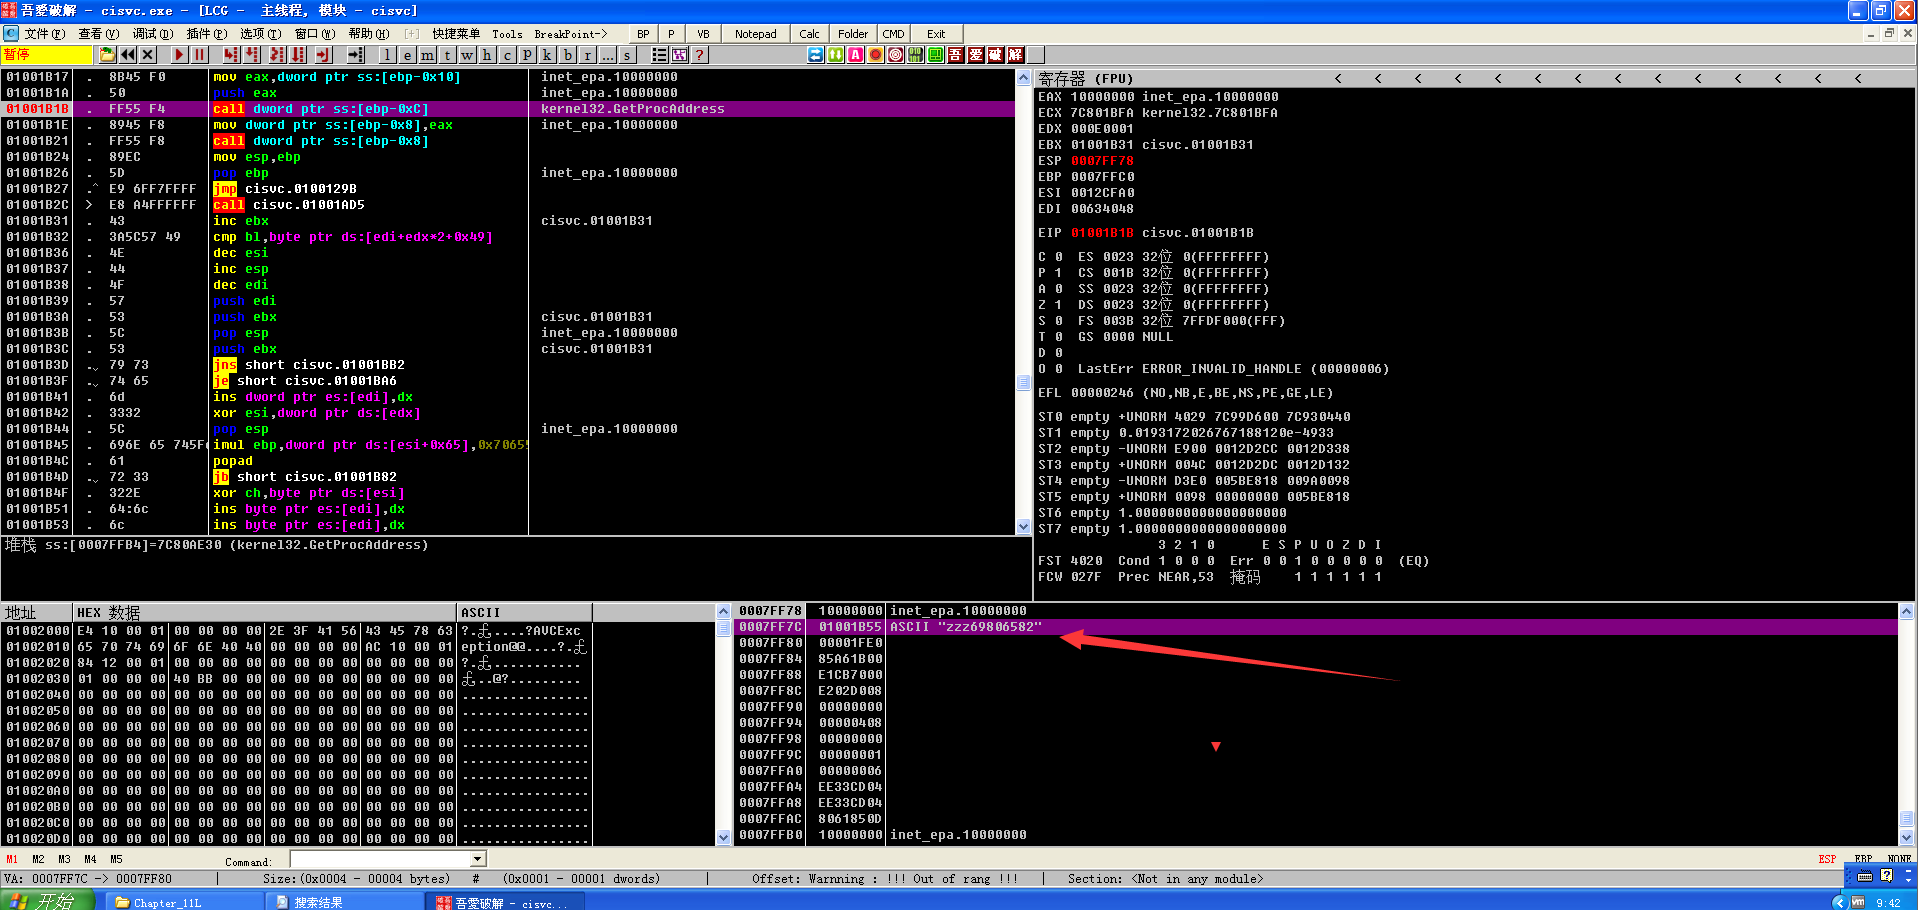 吾愛破解 - cisvc.exe - [LCG -  主线程, 模块 - cisvc]
文件(F) 查看(V) 调试(D) 插件(P) 选项(T) 窗口(W) 帮助(H) [+] 快捷菜单 Tools BreakPoint-> BP P VB Notepad Calc Folder CMD Exit
暂停 l e m t w h c p k b r ... s ? A 吾 爱 破 解
01001B17 . 8B45 F0 mov eax,dword ptr ss:[ebp-0x10] inet_epa.10000000
01001B1A . 50 push eax inet_epa.10000000
01001B1B . FF55 F4 call dword ptr ss:[ebp-0xC] kernel32.GetProcAddress
01001B1E . 8945 F8 mov dword ptr ss:[ebp-0x8],eax inet_epa.10000000
01001B21 . FF55 F8 call dword ptr ss:[ebp-0x8]
01001B24 . 89EC mov esp,ebp
01001B26 . 5D pop ebp inet_epa.10000000
01001B27 .^ E9 6FF7FFFF jmp cisvc.0100129B
01001B2C > E8 A4FFFFFF call cisvc.01001AD5
01001B31 . 43 inc ebx cisvc.01001B31
01001B32 . 3A5C57 49 cmp bl,byte ptr ds:[edi+edx*2+0x49]
01001B36 . 4E dec esi
01001B37 . 44 inc esp
01001B38 . 4F dec edi
01001B39 . 57 push edi
01001B3A . 53 push ebx cisvc.01001B31
01001B3B . 5C pop esp inet_epa.10000000
01001B3C . 53 push ebx cisvc.01001B31
01001B3D . 79 73 jns short cisvc.01001BB2
01001B3F . 74 65 je short cisvc.01001BA6
01001B41 . 6d ins dword ptr es:[edi],dx
01001B42 . 3332 xor esi,dword ptr ds:[edx]
01001B44 . 5C pop esp inet_epa.10000000
01001B45 . 696E 65 745F imul ebp,dword ptr ds:[esi+0x65],0x7065
01001B4C . 61 popad
01001B4D . 72 33 jb short cisvc.01001B82
01001B4F . 322E xor ch,byte ptr ds:[esi]
01001B51 . 64:6c ins byte ptr es:[edi],dx
01001B53 . 6c ins byte ptr es:[edi],dx
堆栈 ss:[0007FFB4]=7C80AE30 (kernel32.GetProcAddress)
寄存器 (FPU) < < < < < < < < < < < < < <
EAX 10000000 inet_epa.10000000
ECX 7C801BFA kernel32.7C801BFA
EDX 000E0001
EBX 01001B31 cisvc.01001B31
ESP 0007FF78
EBP 0007FFC0
ESI 0012CFA0
EDI 00634048
EIP 01001B1B cisvc.01001B1B
C 0 ES 0023 32位 0(FFFFFFFF)
P 1 CS 001B 32位 0(FFFFFFFF)
A 0 SS 0023 32位 0(FFFFFFFF)
Z 1 DS 0023 32位 0(FFFFFFFF)
S 0 FS 003B 32位 7FFDF000(FFF)
T 0 GS 0000 NULL
D 0
O 0 LastErr ERROR_INVALID_HANDLE (00000006)
EFL 00000246 (NO,NB,E,BE,NS,PE,GE,LE)
ST0 empty +UNORM 4029 7C99D600 7C930440
ST1 empty 0.0193172026767188120e-4933
ST2 empty -UNORM E900 0012D2CC 0012D338
ST3 empty +UNORM 004C 0012D2DC 0012D132
ST4 empty -UNORM D3E0 005BE818 009A0098
ST5 empty +UNORM 0098 00000000 005BE818
ST6 empty 1.0000000000000000000
ST7 empty 1.0000000000000000000
3 2 1 0 E S P U O Z D I
FST 4020 Cond 1 0 0 0 Err 0 0 1 0 0 0 0 0 (EQ)
FCW 027F Prec NEAR,53 掩码 1 1 1 1 1 1
地址 HEX 数据 ASCII
01002000 E4 10 00 01 00 00 00 00 2E 3F 41 56 43 45 78 63 ?.£....?AVCExc
01002010 65 70 74 69 6F 6E 40 40 00 00 00 00 AC 10 00 01 eption@@....?.£
01002020 84 12 00 01 00 00 00 00 00 00 00 00 00 00 00 00 ?.£............
01002030 01 00 00 00 40 BB 00 00 00 00 00 00 00 00 00 00 £...@?.........
01002040 00 00 00 00 00 00 00 00 00 00 00 00 00 00 00 00 ................
01002050 00 00 00 00 00 00 00 00 00 00 00 00 00 00 00 00 ................
01002060 00 00 00 00 00 00 00 00 00 00 00 00 00 00 00 00 ................
01002070 00 00 00 00 00 00 00 00 00 00 00 00 00 00 00 00 ................
01002080 00 00 00 00 00 00 00 00 00 00 00 00 00 00 00 00 ................
01002090 00 00 00 00 00 00 00 00 00 00 00 00 00 00 00 00 ................
010020A0 00 00 00 00 00 00 00 00 00 00 00 00 00 00 00 00 ................
010020B0 00 00 00 00 00 00 00 00 00 00 00 00 00 00 00 00 ................
010020C0 00 00 00 00 00 00 00 00 00 00 00 00 00 00 00 00 ................
010020D0 00 00 00 00 00 00 00 00 00 00 00 00 00 00 00 00 ................
0007FF78 10000000 inet_epa.10000000
0007FF7C 01001B55 ASCII "zzz69806582"
0007FF80 00001FE0
0007FF84 85A61B00
0007FF88 E1CB7000
0007FF8C E202D008
0007FF90 00000000
0007FF94 00000408
0007FF98 00000000
0007FF9C 00000001
0007FFA0 00000006
0007FFA4 EE33CD04
0007FFA8 EE33CD04
0007FFAC 8061850D
0007FFB0 10000000 inet_epa.10000000
M1 M2 M3 M4 M5 Command: ESP EBP NONE
VA: 0007FF7C -> 0007FF80 | Size:(0x0004 - 00004 bytes) # (0x0001 - 00001 dwords) | Offset: Warnning : !!! Out of rang !!! | Section: <Not in any module>
开始 Chapter_11L 搜索结果 吾愛破解 - cisvc... 9:42